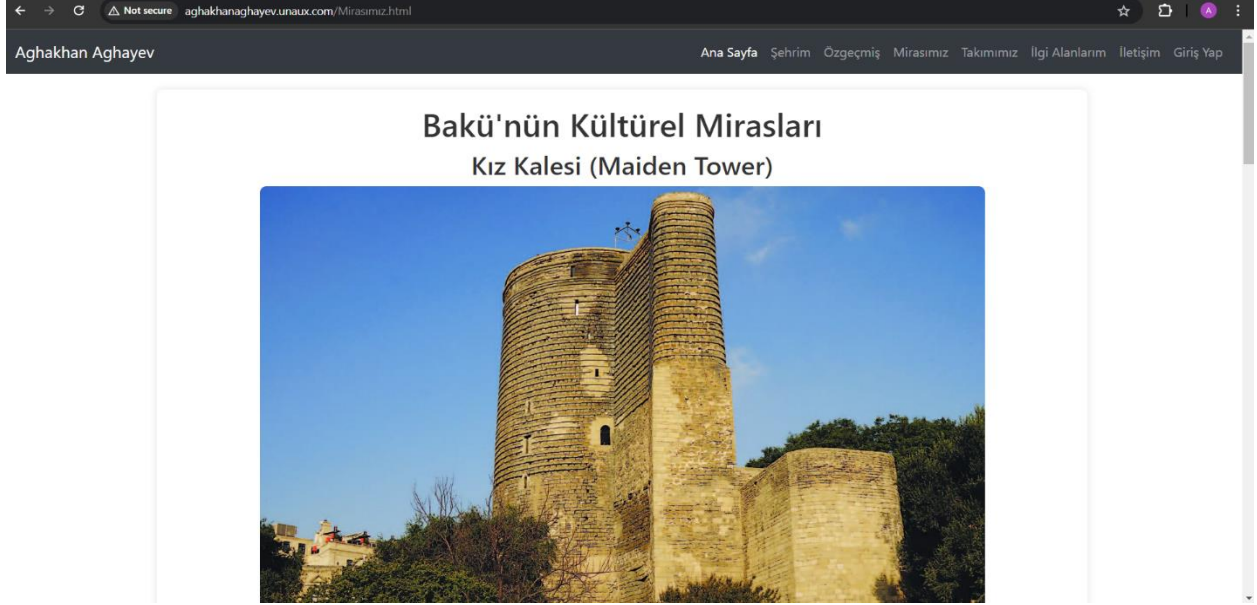 Not secure aghakhanaghayev.unaux.com/Mirasımız.html A
Aghakhan Aghayev Ana Sayfa Şehrim Özgeçmiş Mirasımız Takımımız İlgi Alanlarım İletişim Giriş Yap
Bakü'nün Kültürel Mirasları
Kız Kalesi (Maiden Tower)